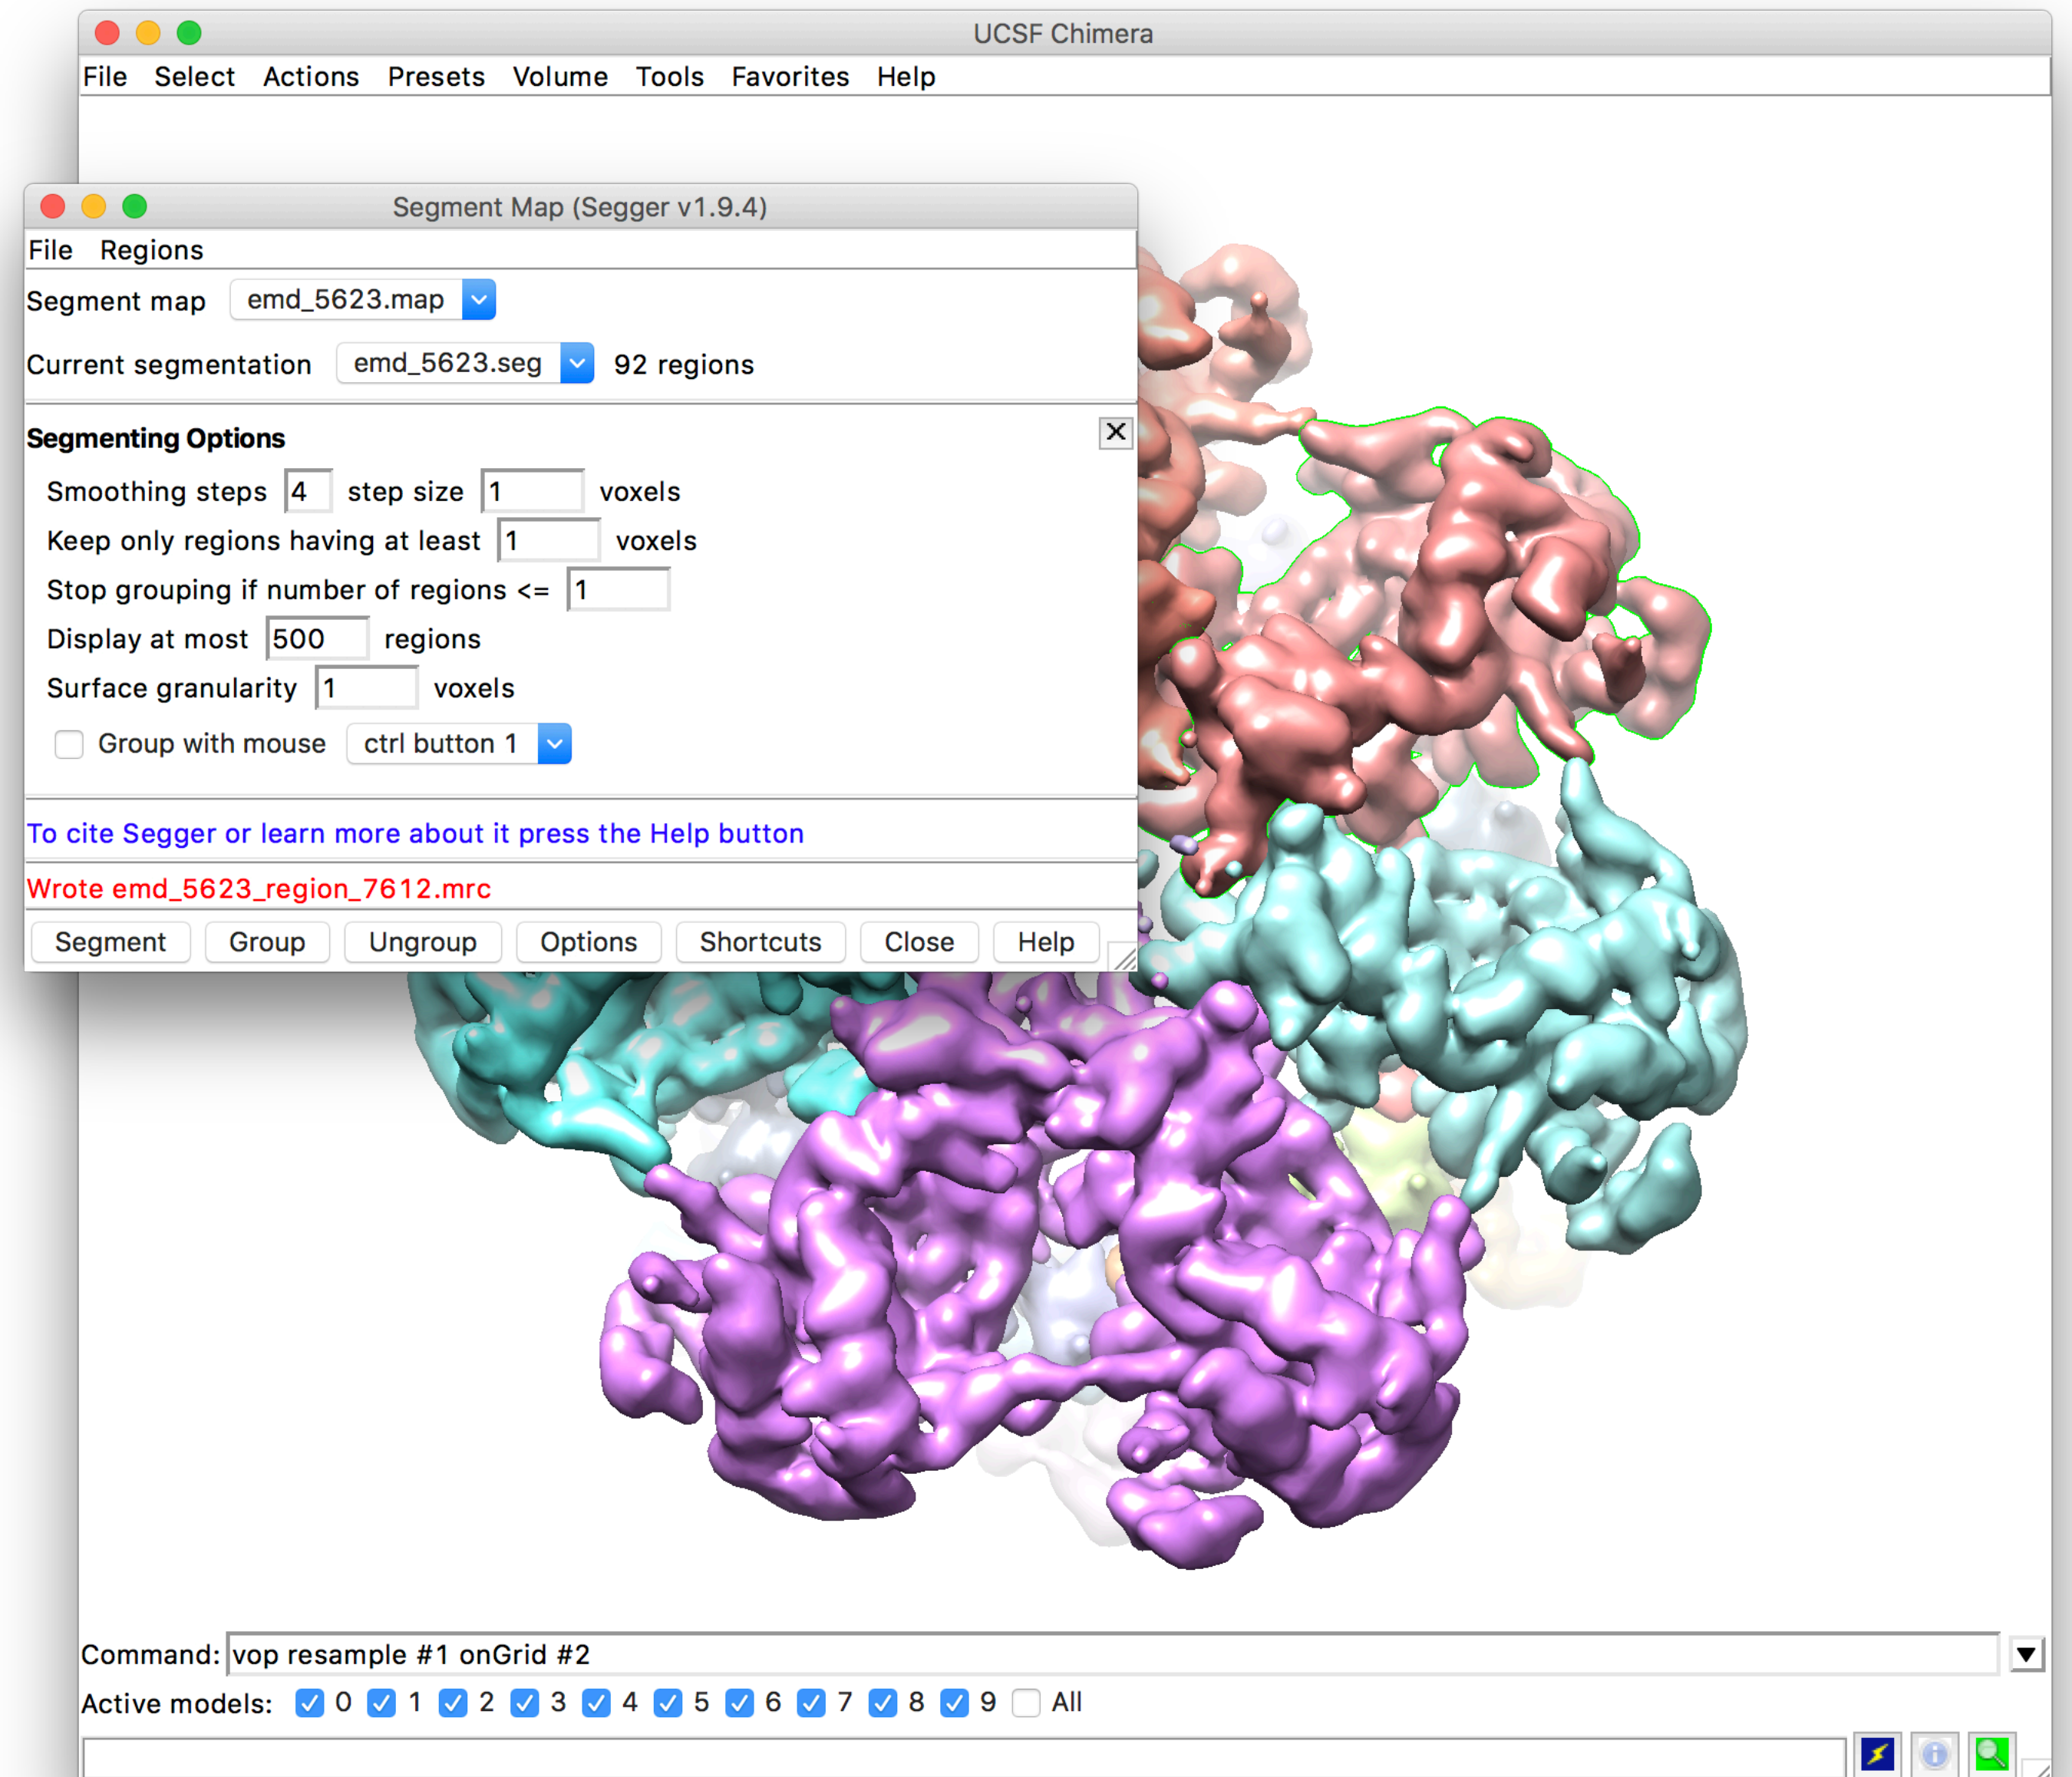 UCSF Chimera
File Select Actions Presets Volume Tools Favorites Help
Segment Map (Segger v1.9.4)
File Regions
Segment map emd_5623.map
Current segmentation emd_5623.seg 92 regions
Segmenting Options
Smoothing steps 4 step size 1 voxels
Keep only regions having at least 1 voxels
Stop grouping if number of regions <= 1
Display at most 500 regions
Surface granularity 1 voxels
Group with mouse ctrl button 1
To cite Segger or learn more about it press the Help button
Wrote emd_5623_region_7612.mrc
Segment Group Ungroup Options Shortcuts Close Help
Command: vop resample #1 onGrid #2
Active models: 0 1 2 3 4 5 6 7 8 9 All